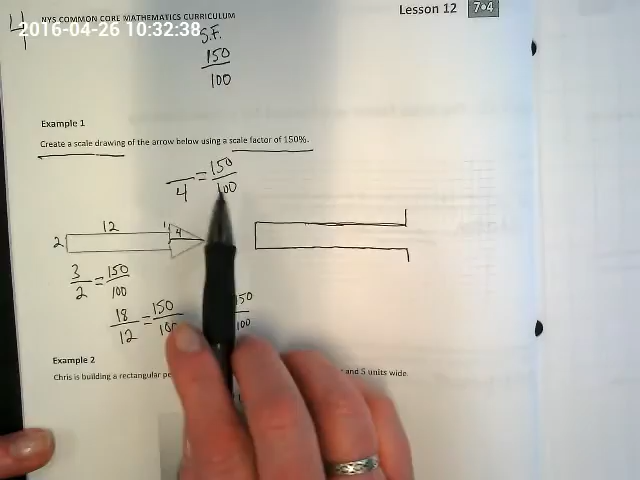 4
NYS COMMON CORE MATHEMATICS CURRICULUM
Lesson 12
7•4
2016-04-26 10:32:38
S.F.
150
100
Example 1
Create a scale drawing of the arrow below using a scale factor of 150%.
4 = 150
100
12
1
4
2
3 = 150
2 100
18 = 150
12
150
100
Example 2
Chris is building a rectangular
and 5 units wide.